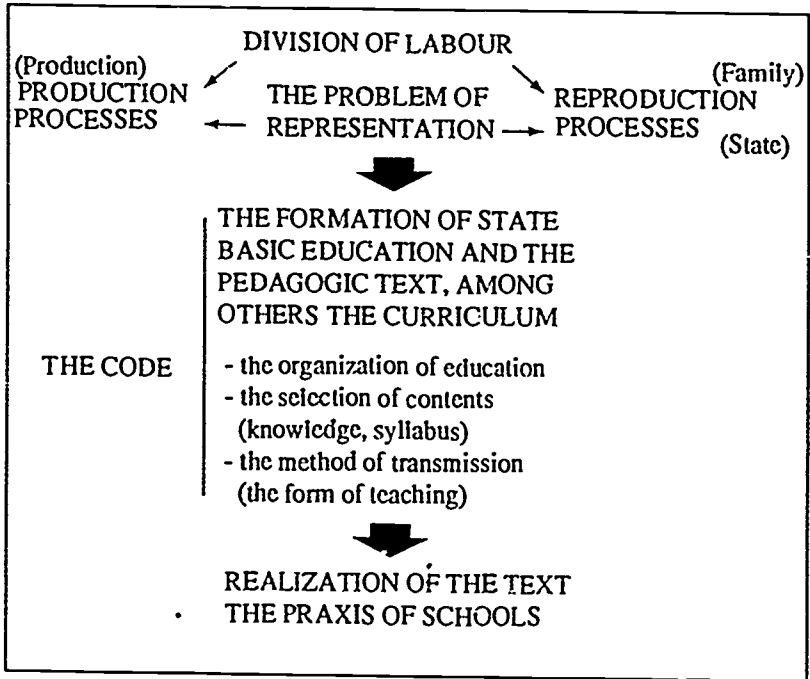 DIVISION OF LABOUR
(Production)
PRODUCTION
PROCESSES
THE PROBLEM OF
REPRESENTATION
(Family)
REPRODUCTION
PROCESSES
(State)
THE FORMATION OF STATE
BASIC EDUCATION AND THE
PEDAGOGIC TEXT, AMONG
OTHERS THE CURRICULUM
THE CODE
- the organization of education
- the selection of contents
(knowledge, syllabus)
- the method of transmission
(the form of teaching)
REALIZATION OF THE TEXT
THE PRAXIS OF SCHOOLS